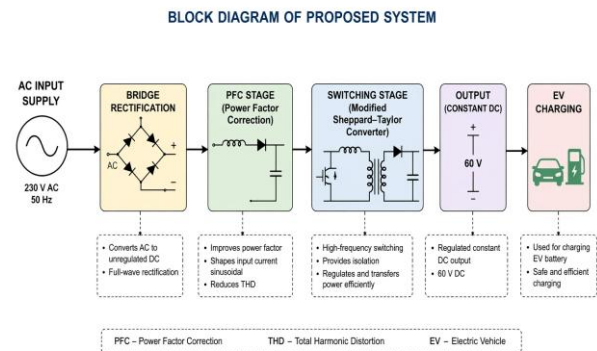 BLOCK DIAGRAM OF PROPOSED SYSTEM
AC INPUT
SUPPLY
230 V AC
50 Hz
BRIDGE
RECTIFICATION
AC
+
−
PFC STAGE
(Power Factor
Correction)
SWITCHING STAGE
(Modified
Sheppard–Taylor
Converter)
OUTPUT
(CONSTANT DC)
+
60 V
−
EV
CHARGING
• Converts AC to
unregulated DC
• Full-wave rectification
• Improves power factor
• Shapes input current
sinusoidal
• Reduces THD
• High-frequency switching
• Provides isolation
• Regulates and transfers
power efficiently
• Regulated constant
DC output
• 60 V DC
• Used for charging
EV battery
• Safe and efficient
charging
PFC – Power Factor Correction THD – Total Harmonic Distortion EV – Electric Vehicle